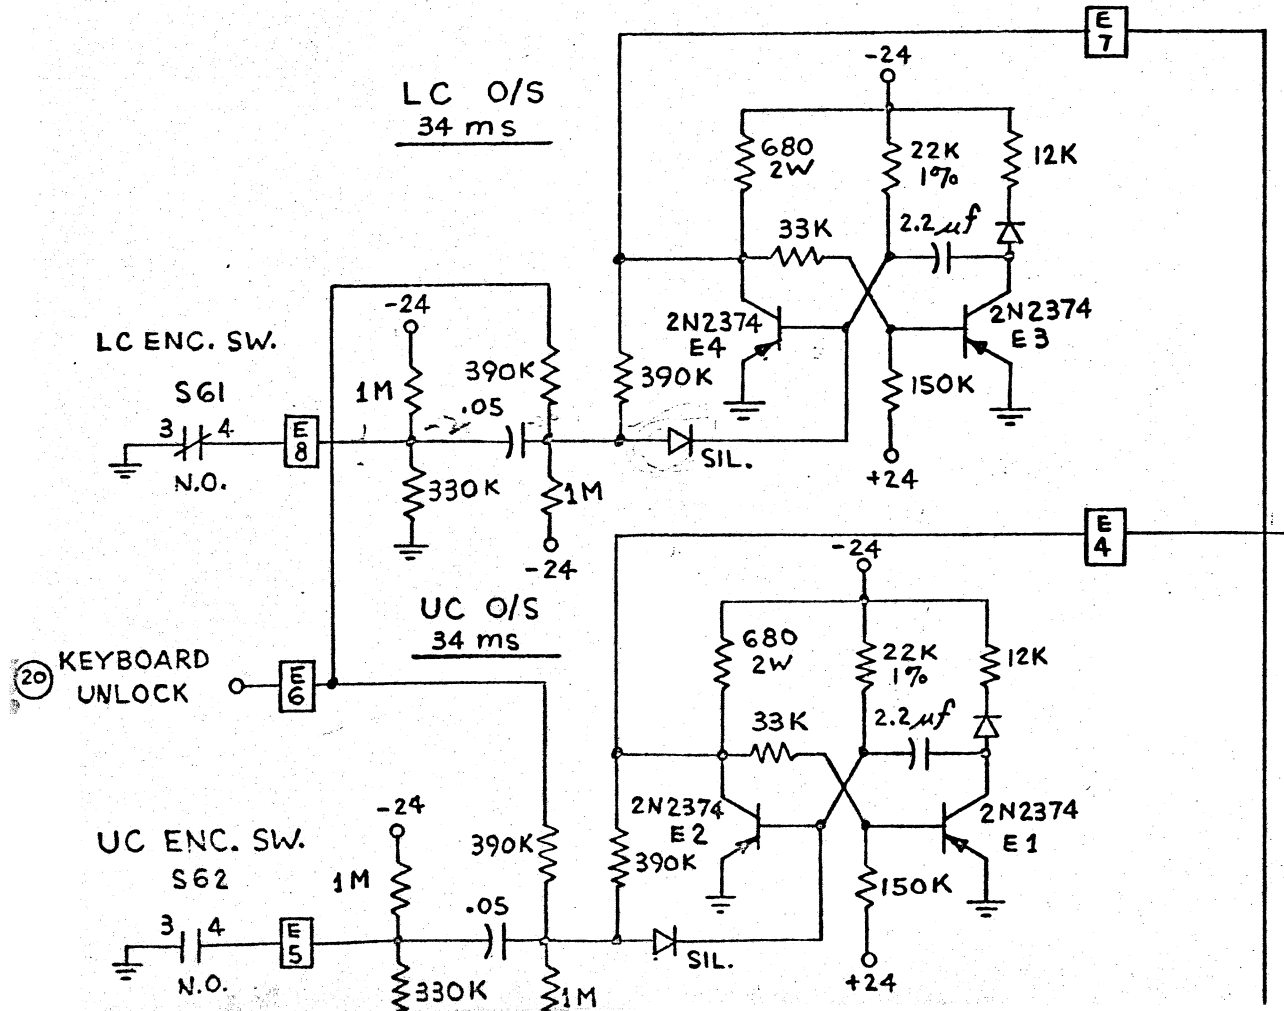 E
7
-24
LC O/S
34 ms
680
2W
22K
1%
12K
33K
2.2 µf
-24
2N2374
E4
2N2374
E3
LC ENC. SW.
S61
1M
390K
390K
150K
.05
3 4
E
8
SIL.
N.O.
330K
1M
+24
-24
E
4
-24
UC O/S
34 ms
680
2W
22K
1%
12K
20
KEYBOARD
UNLOCK
E
6
33K
2.2 µf
-24
2N2374
E2
2N2374
E1
UC ENC. SW.
S62
1M
390K
390K
150K
.05
3 4
E
5
SIL.
N.O.
330K
1M
+24